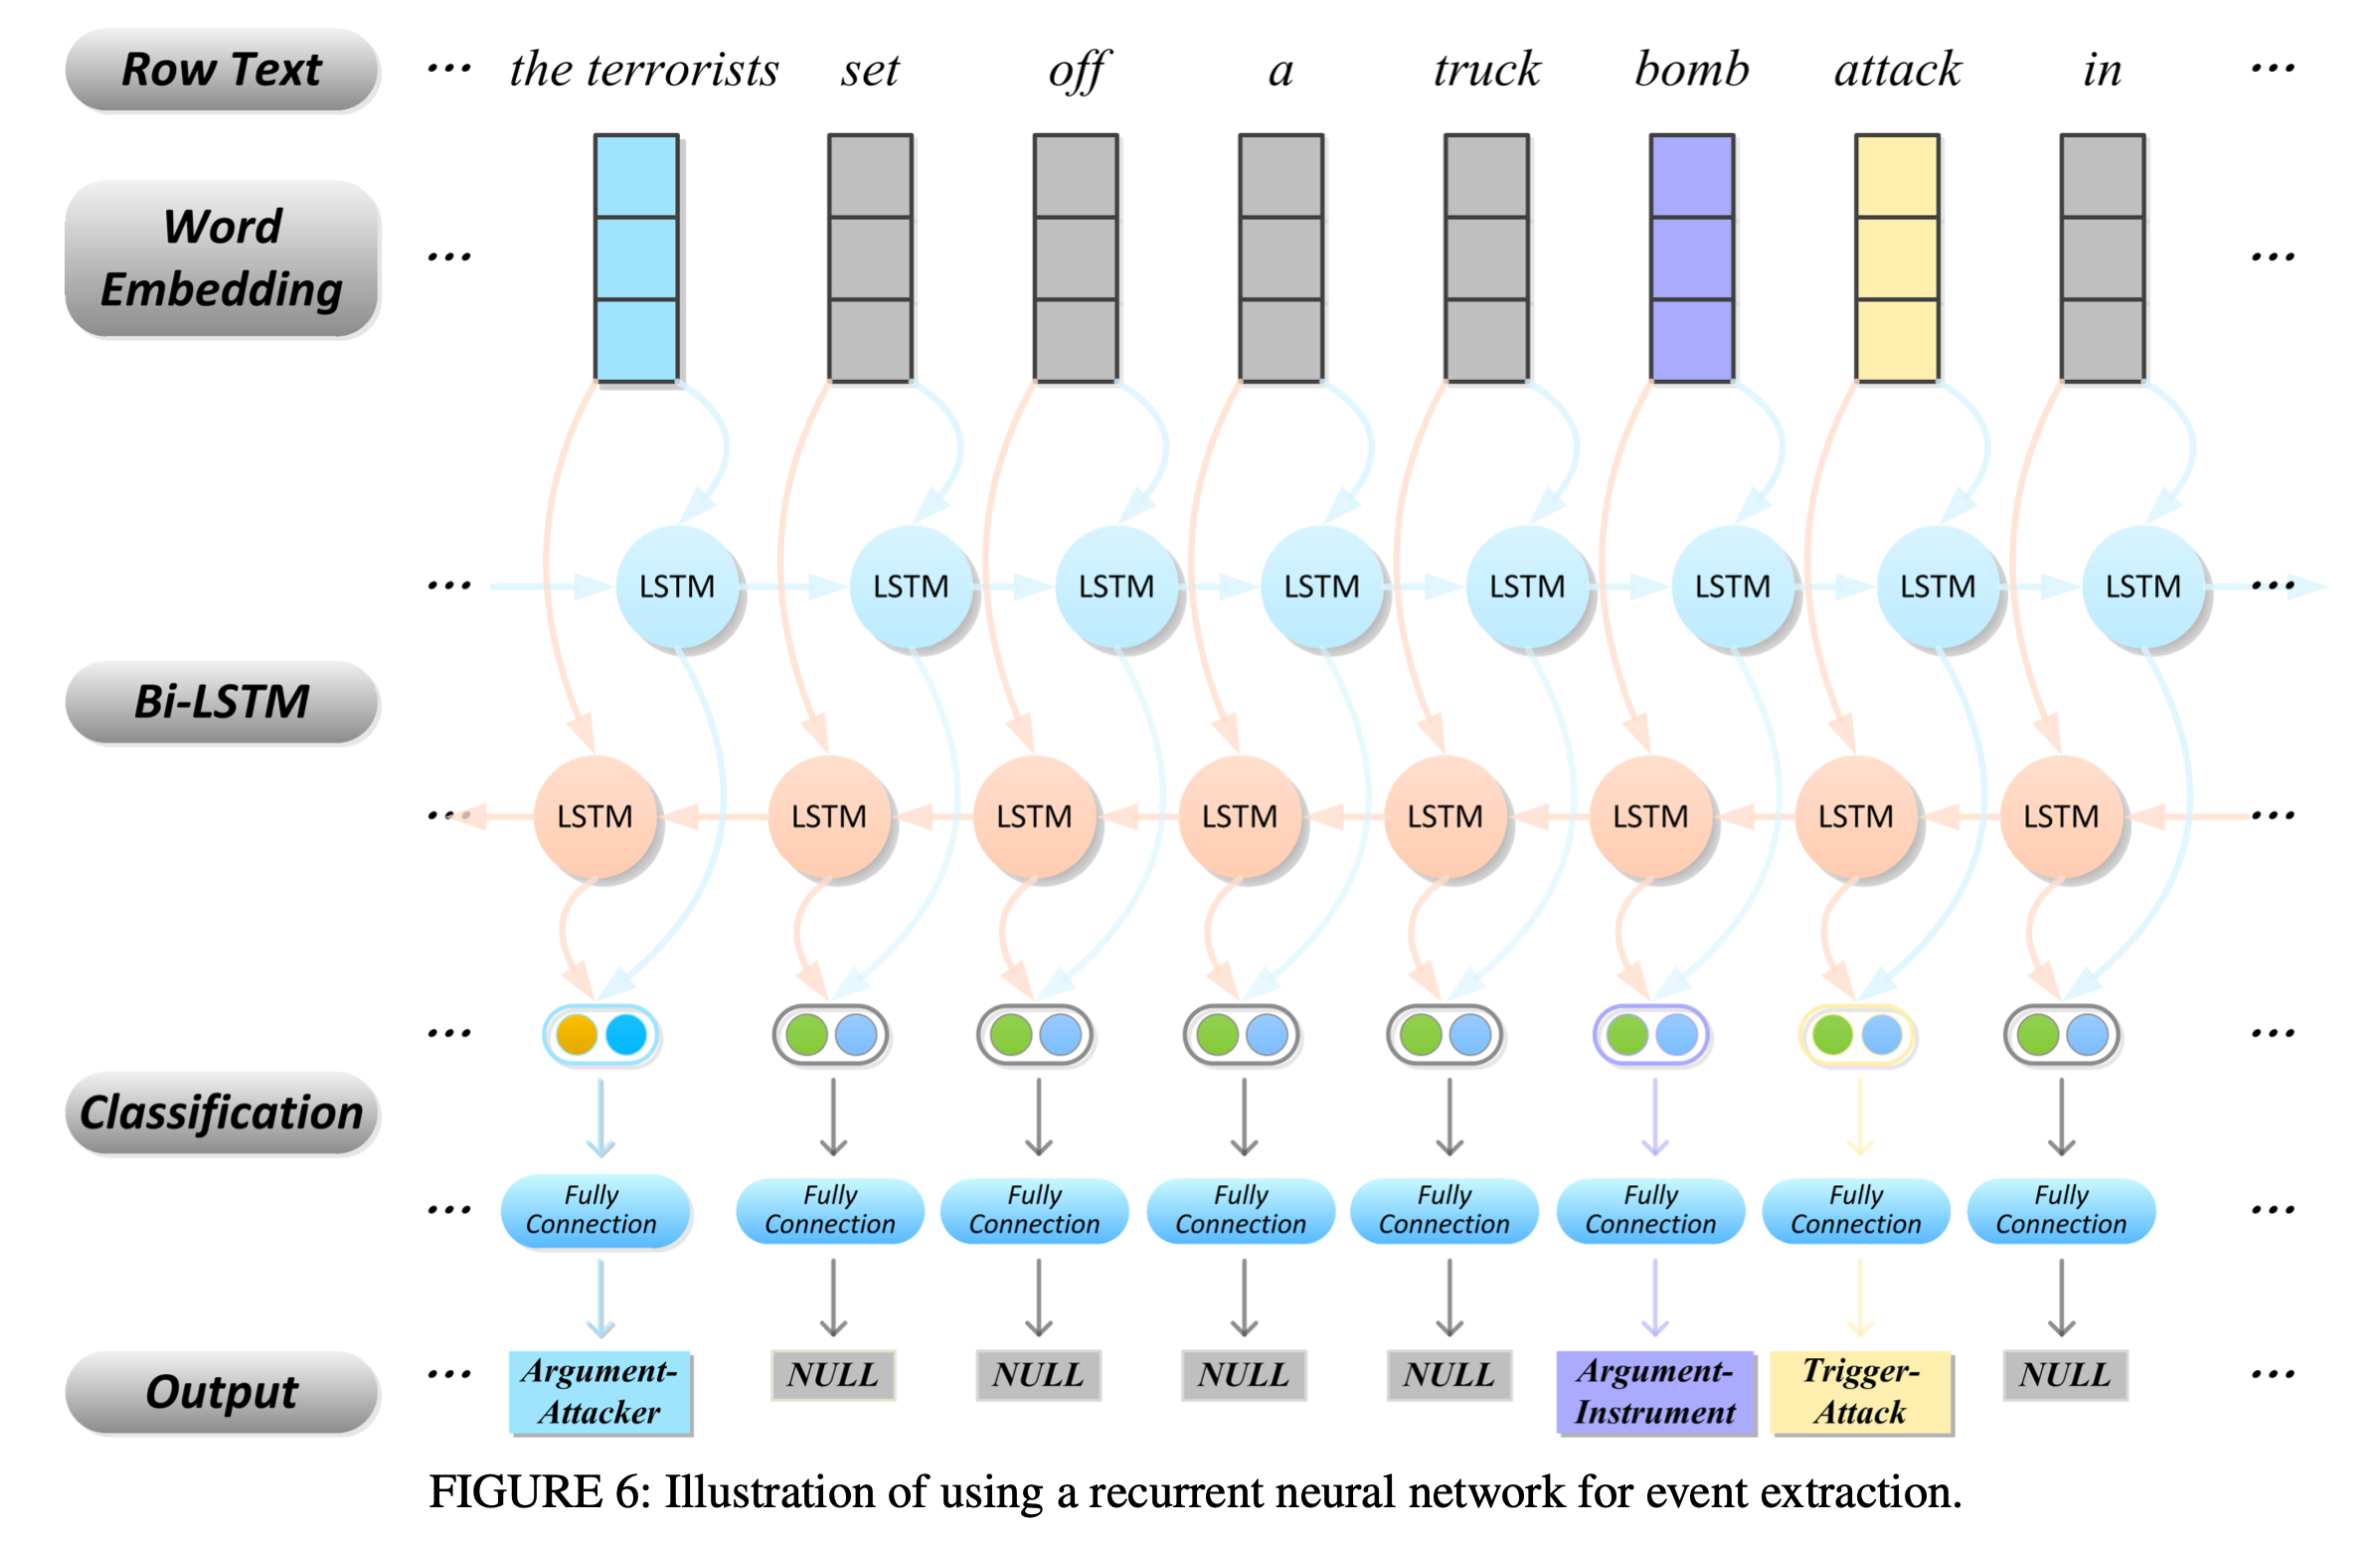 Row Text ... the terrorists set off a truck bomb attack in ...
Word
Embedding
... ...
... LSTM LSTM LSTM LSTM LSTM LSTM LSTM LSTM ...
Bi-LSTM
... LSTM LSTM LSTM LSTM LSTM LSTM LSTM LSTM ...
... ...
Classification
... Fully Connection Fully Connection Fully Connection Fully Connection Fully Connection Fully Connection Fully Connection Fully Connection ...
Output ... Argument-Attacker NULL NULL NULL NULL Argument-Instrument Trigger-Attack NULL ...
FIGURE 6: Illustration of using a recurrent neural network for event extraction.